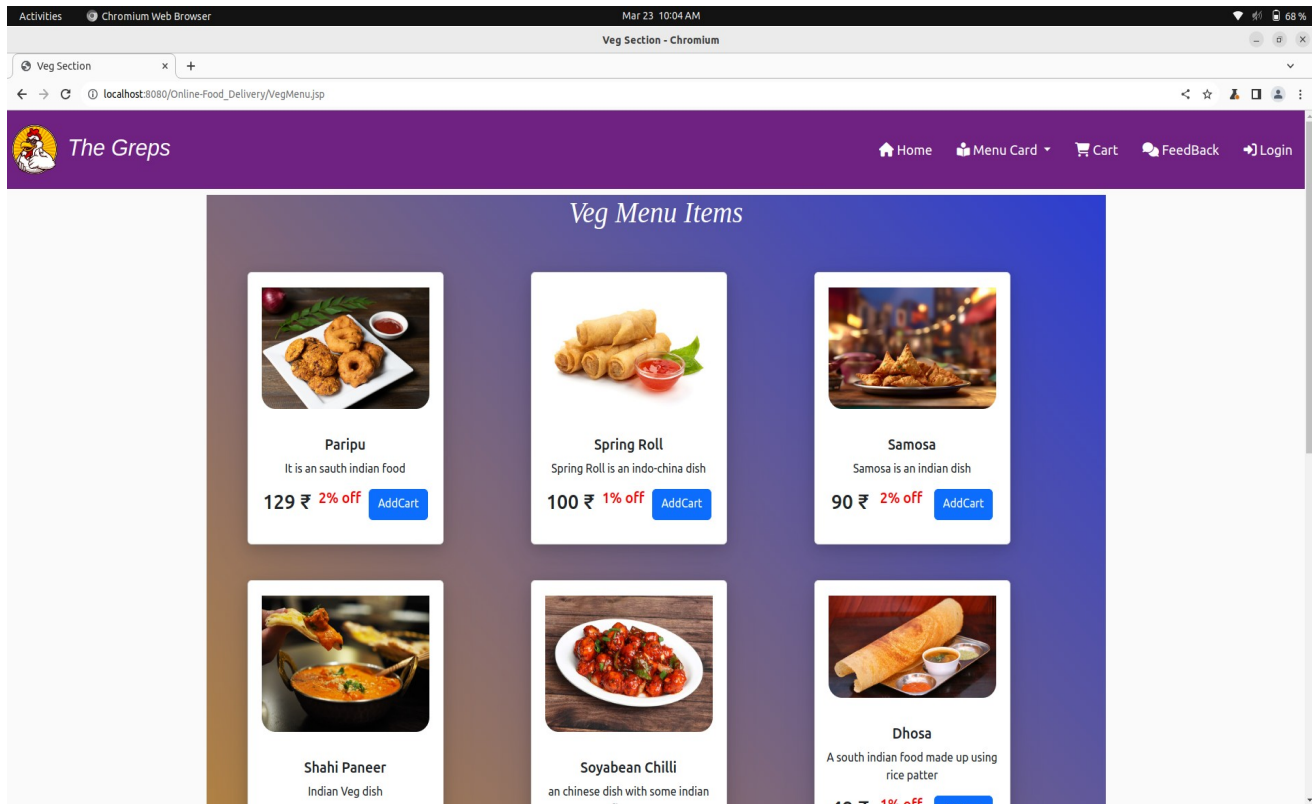 Activities Chromium Web Browser Mar 23 10:04 AM 68 %
Veg Section - Chromium
Veg Section
localhost:8080/Online-Food_Delivery/VegMenu.jsp
The Greps Home Menu Card Cart FeedBack Login
Veg Menu Items
Paripu
It is an sauth indian food
129 ₹ 2% off AddCart
Spring Roll
Spring Roll is an indo-china dish
100 ₹ 1% off AddCart
Samosa
Samosa is an indian dish
90 ₹ 2% off AddCart
Shahi Paneer
Indian Veg dish
Soyabean Chilli
an chinese dish with some indian
Dhosa
A south indian food made up using
rice patter
1% off